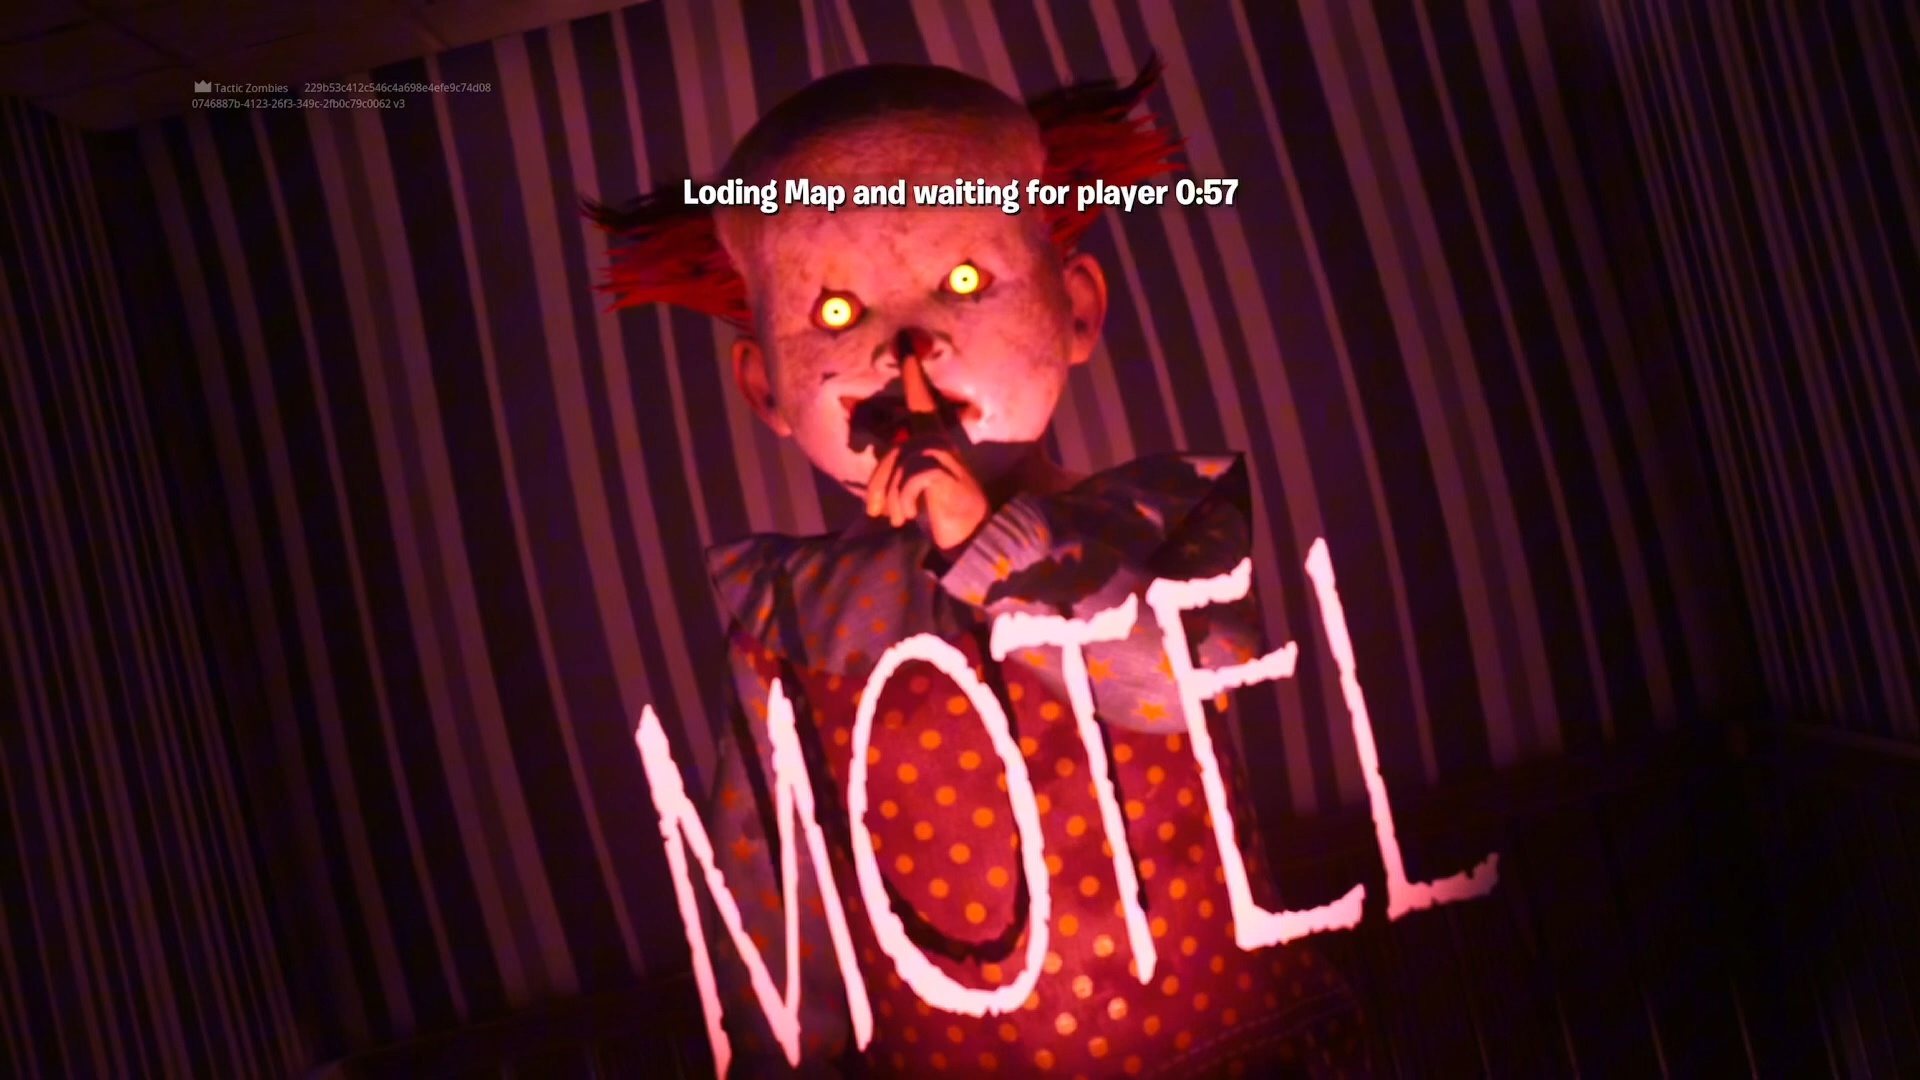 Tactic Zombies 229b53c412c546c4a698e4efe9c74d08
0746887b-4123-26f3-349c-2fb0c79c0062 v3
Loding Map and waiting for player 0:57
MOTEL